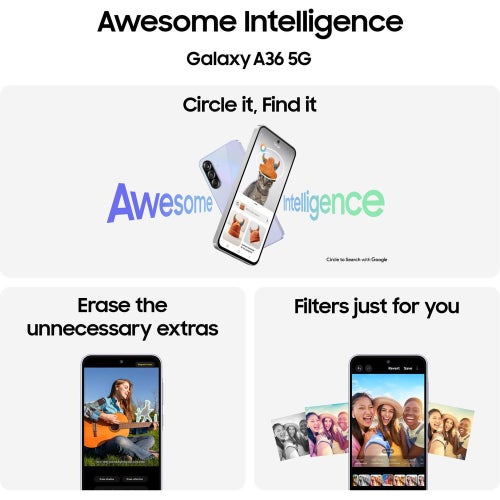 Awesome Intelligence
Galaxy A36 5G
Circle it, Find it
Awesome Intelligence
Circle to Search with Google
Erase the
unnecessary extras
Filters just for you
Revert Save